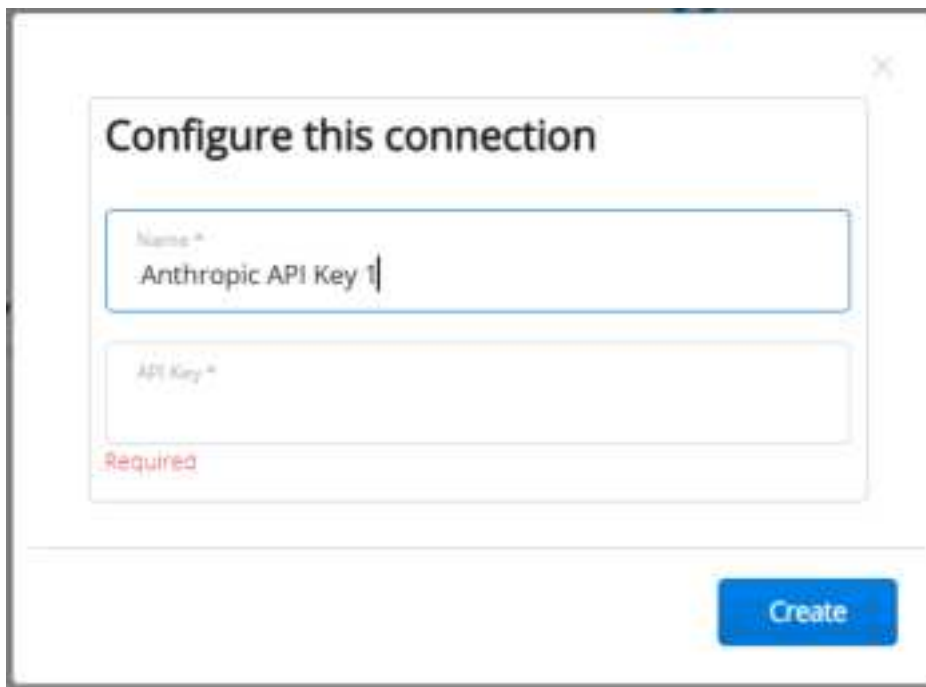 Configure this connection
Name *
Anthropic API Key 1
API Key *
Required
Create